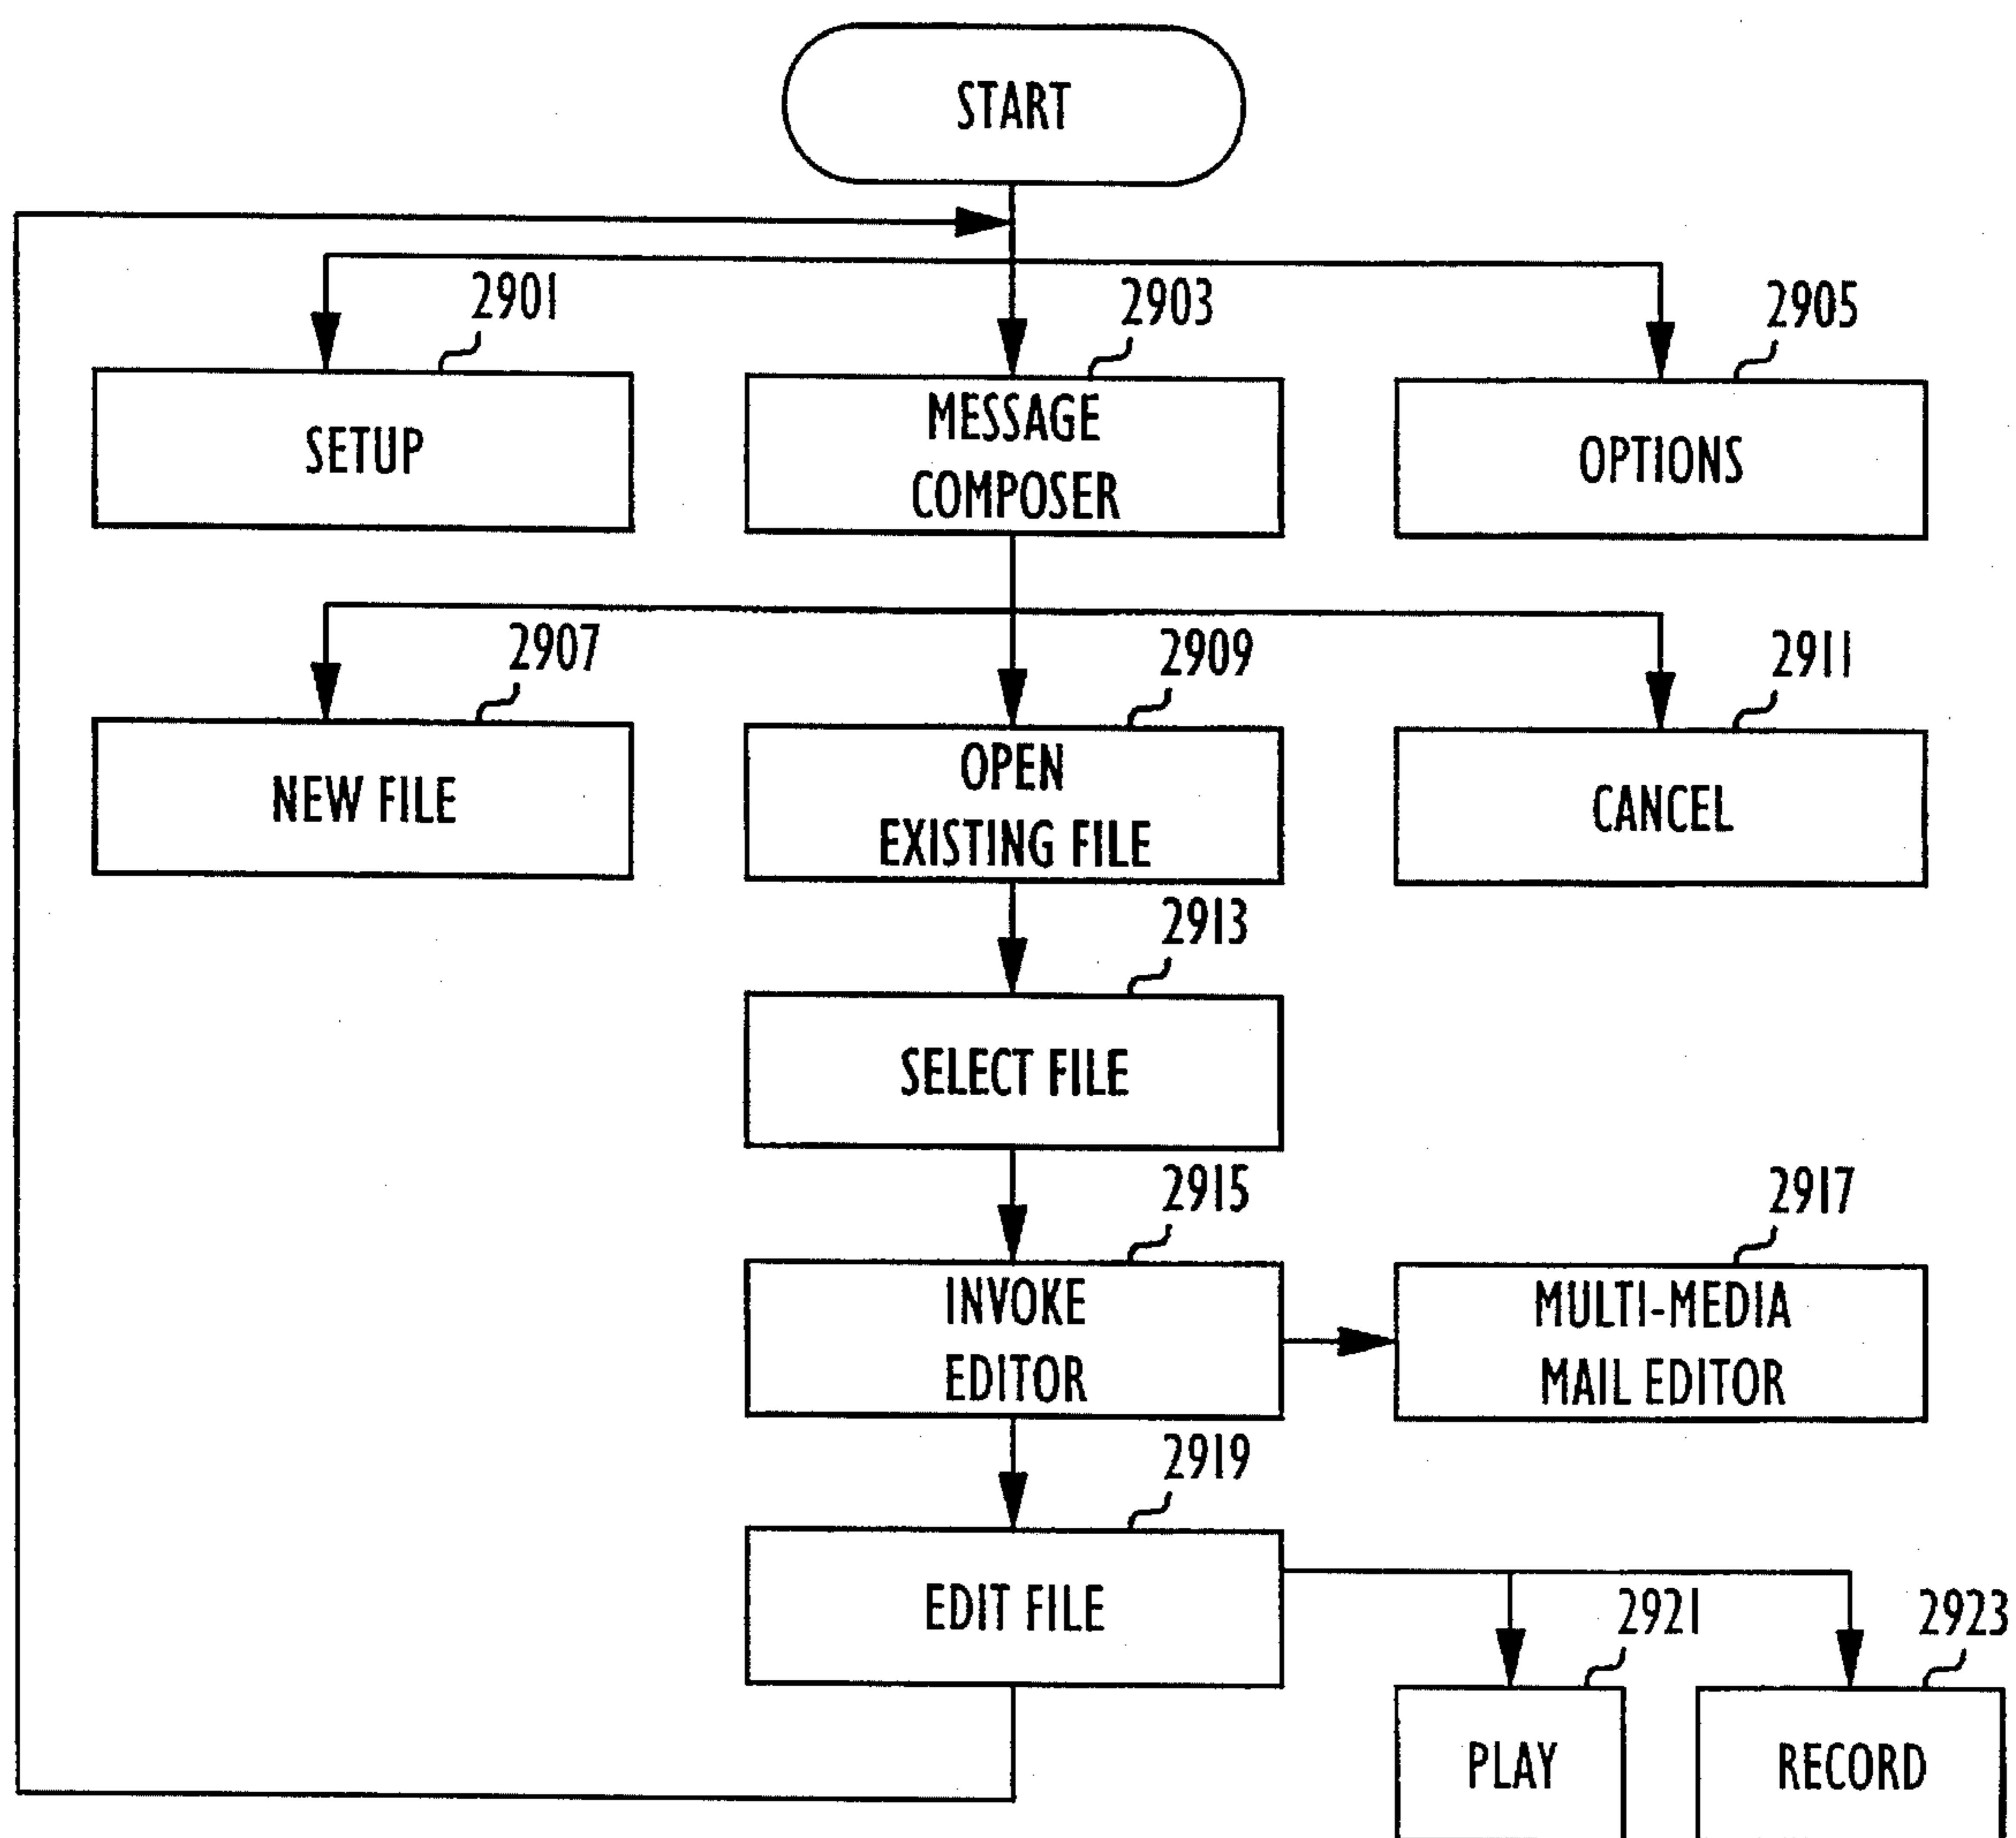 START
2901
2903
2905
SETUP
MESSAGE
COMPOSER
OPTIONS
2907
2909
2911
NEW FILE
OPEN
EXISTING FILE
CANCEL
2913
SELECT FILE
2915
2917
INVOKE
EDITOR
MULTI-MEDIA
MAIL EDITOR
2919
EDIT FILE
2921
2923
PLAY
RECORD